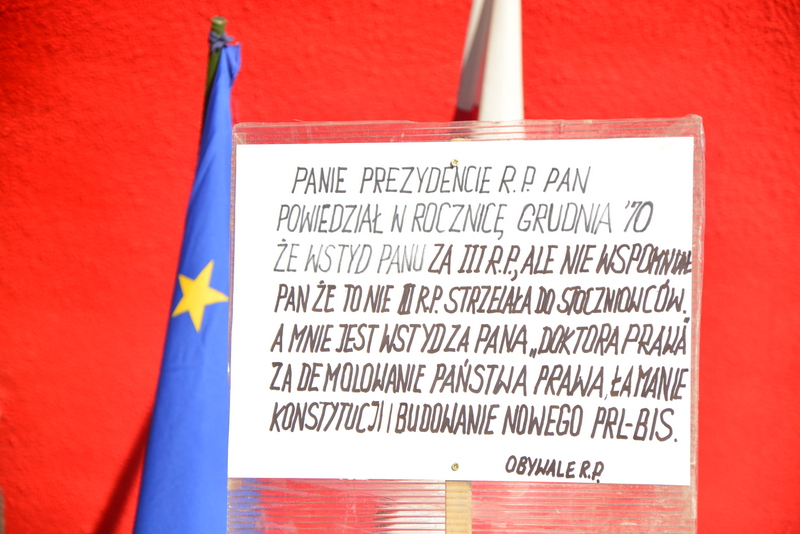 PANIE PREZYDENCIE R.P. PAN
POWIEDZIAŁ W ROCZNICĘ GRUDNIA '70
ŻE WSTYD PANU ZA III R.P., ALE NIE WSPOMNIAŁ
PAN ŻE TO NIE III R.P. STRZELAŁA DO STOCZNIOWCÓW.
A MNIE JEST WSTYD ZA PANA „DOKTORA PRAWA"
ZA DEMOLOWANIE PAŃSTWA PRAWA, ŁAMANIE
KONSTYTUCJI I BUDOWANIE NOWEGO PRL-BIS.
OBYWALE R.P.